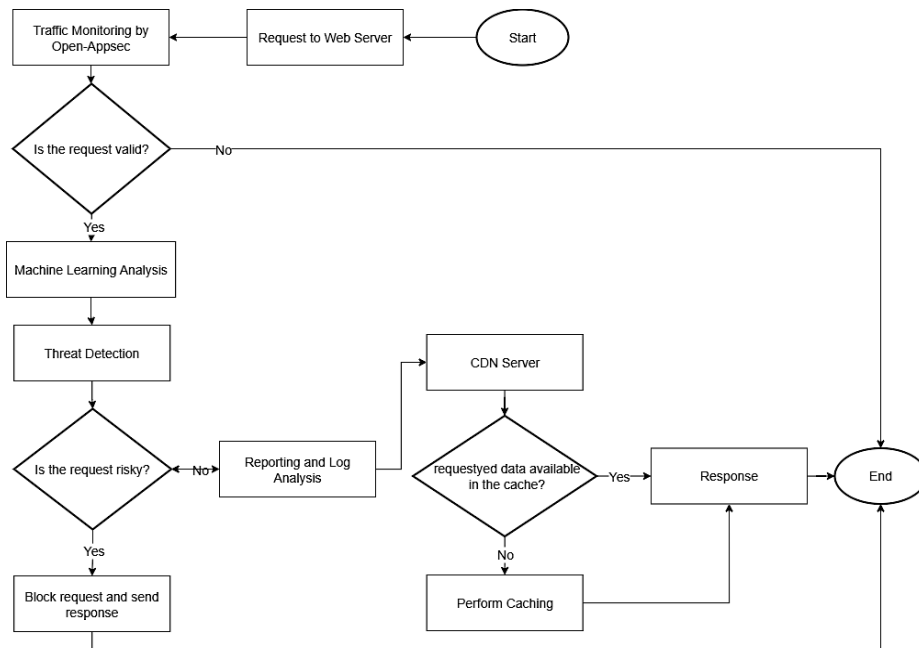 Traffic Monitoring by
Open-Appsec
Request to Web Server
Start
Is the request valid?
No
Yes
Machine Learning Analysis
Threat Detection
CDN Server
Is the request risky?
No
Reporting and Log
Analysis
requestyed data available
in the cache?
Yes
Response
End
Yes
No
Block request and send
response
Perform Caching